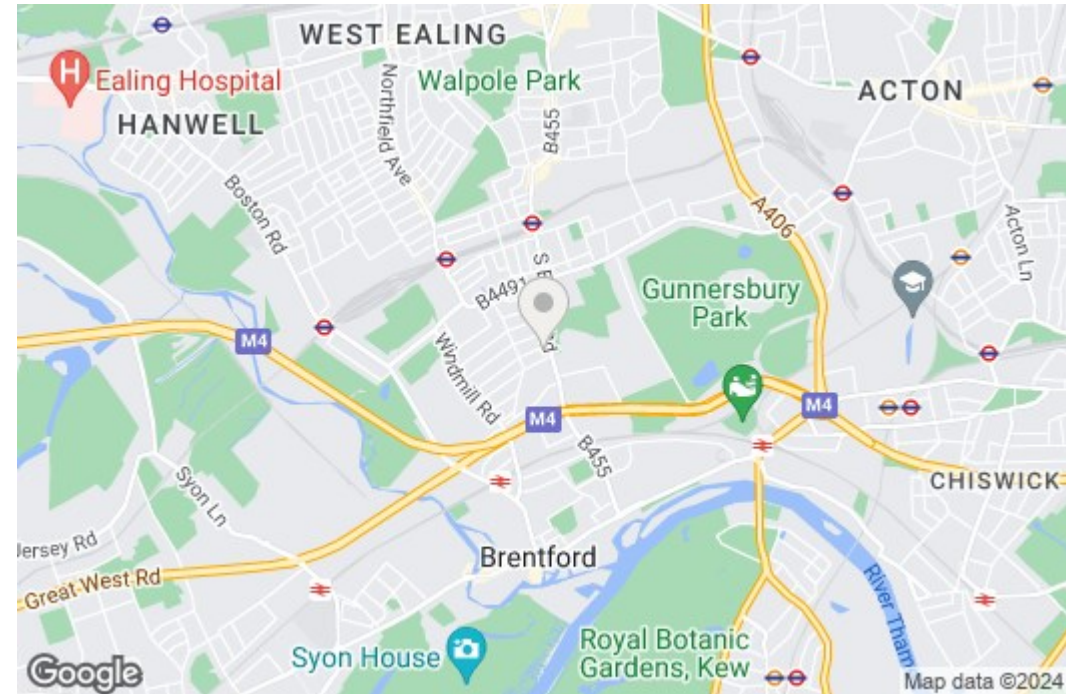 WEST EALING
Ealing Hospital
Walpole Park
ACTON
HANWELL
Northfield Ave
B455
Boston Rd
A406
Acton Ln
B4491
Gunnersbury
Park
M4
Windmill Rd
M4
M4
B455
CHISWICK
Syon Ln
Jersey Rd
Brentford
Great West Rd
River Tham
Royal Botanic
Gardens, Kew
Syon House
Google
Map data ©2024